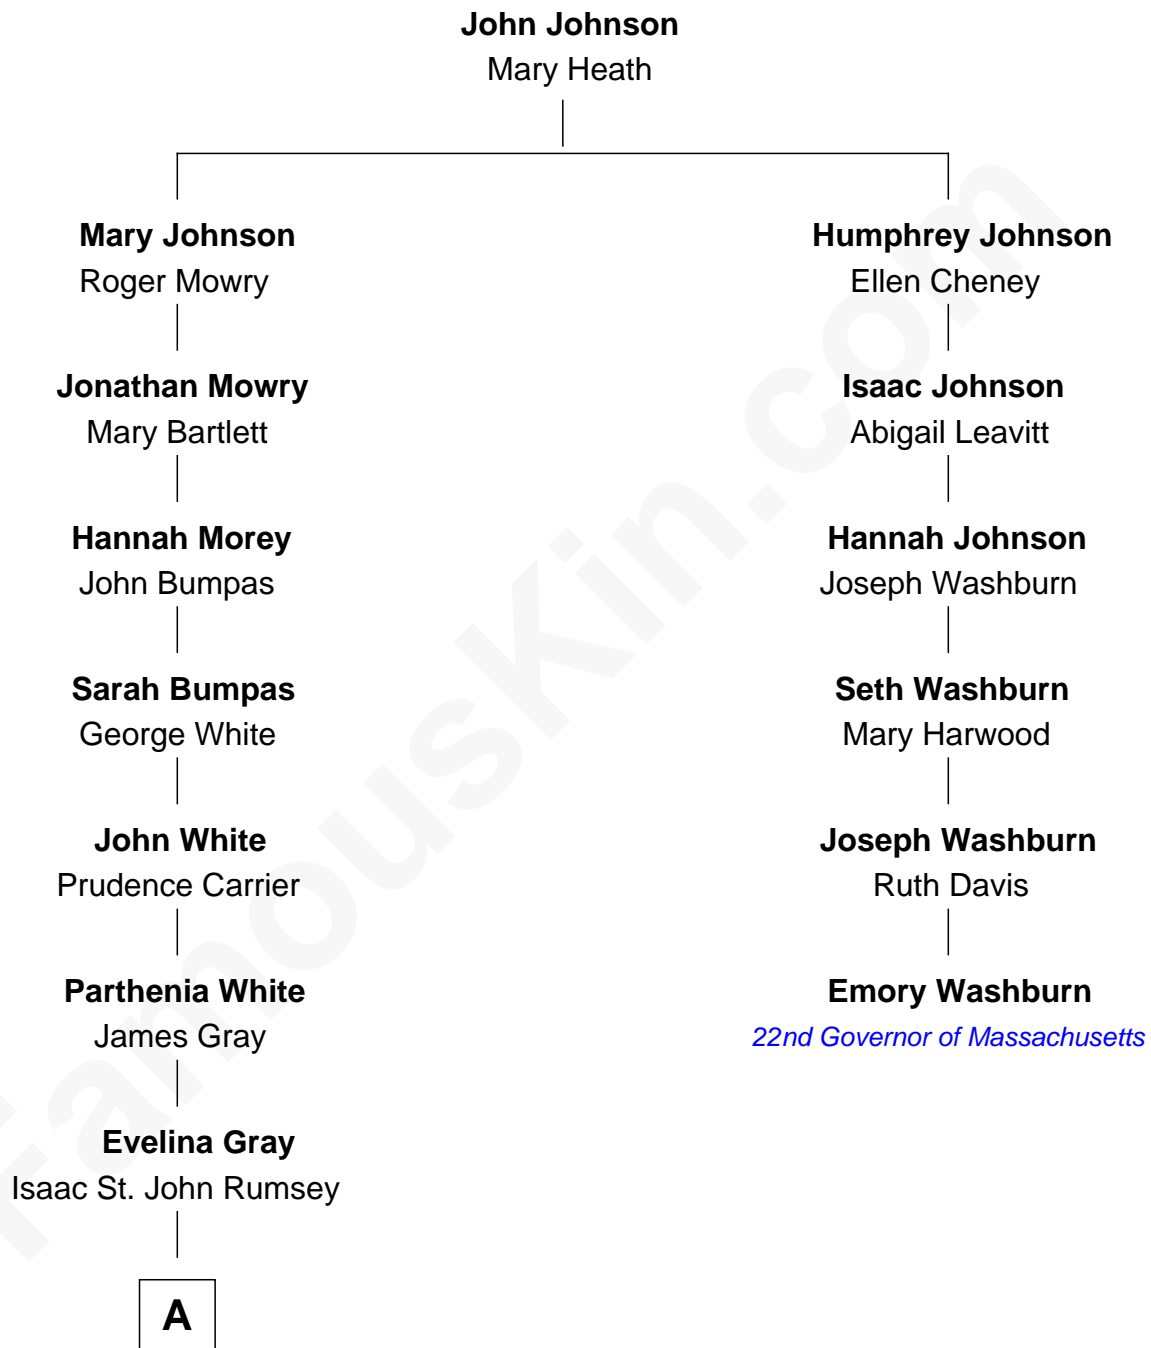 John Johnson
Mary Heath
Mary Johnson
Roger Mowry
Jonathan Mowry
Mary Bartlett
Hannah Morey
John Bumpas
Sarah Bumpas
George White
John White
Prudence Carrier
Parthenia White
James Gray
Evelina Gray
Isaac St. John Rumsey
A
Humphrey Johnson
Ellen Cheney
Isaac Johnson
Abigail Leavitt
Hannah Johnson
Joseph Washburn
Seth Washburn
Mary Harwood
Joseph Washburn
Ruth Davis
Emory Washburn
22nd Governor of Massachusetts
FamousKin.com